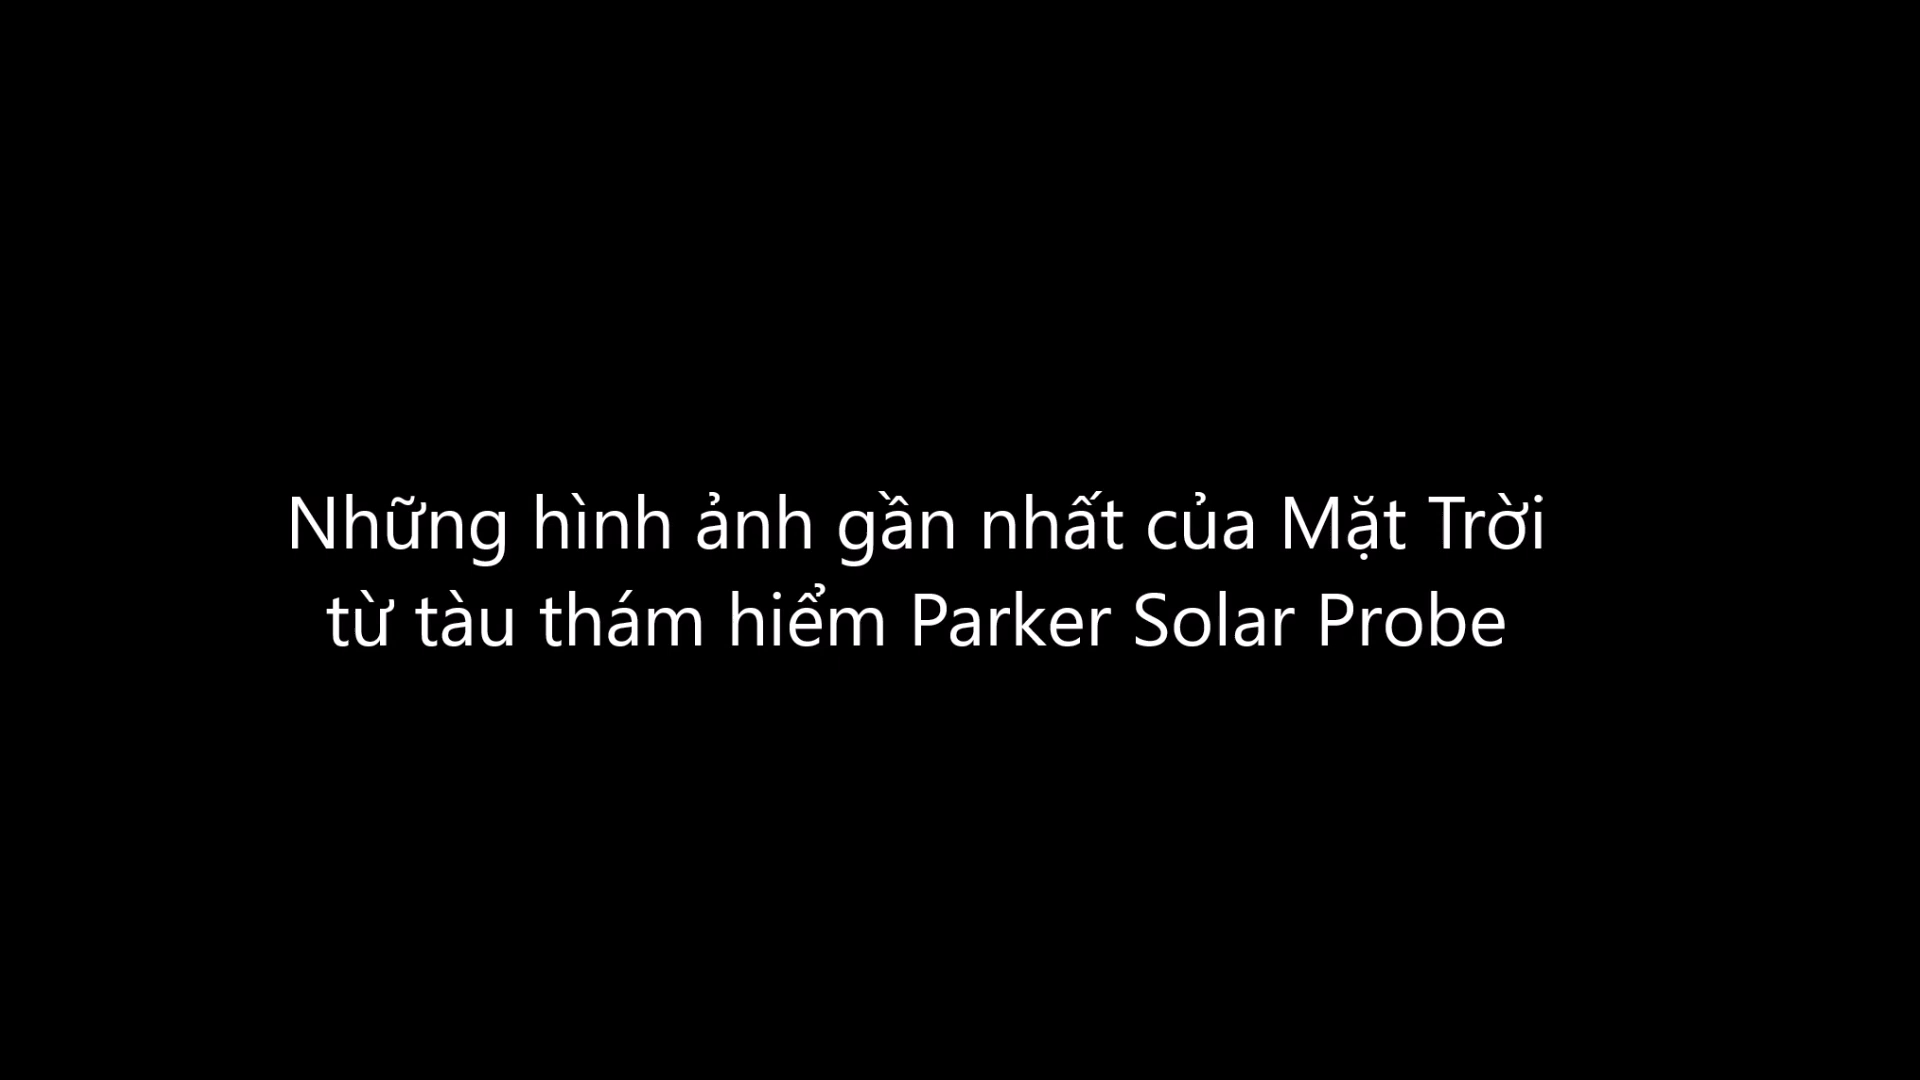 Những hình ảnh gần nhất của Mặt Trời
từ tàu thám hiểm Parker Solar Probe